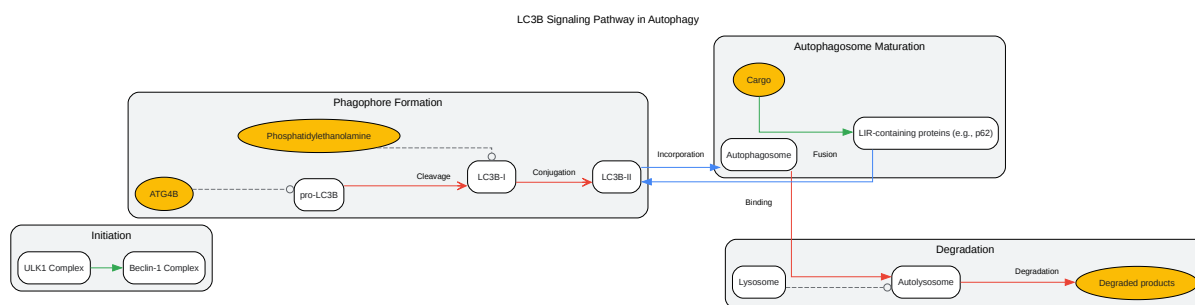 LC3B Signaling Pathway in Autophagy
Autophagosome Maturation
Cargo
LIR-containing proteins (e.g., p62)
Autophagosome
Fusion
Phagophore Formation
Phosphatidylethanolamine
ATG4B
pro-LC3B
Cleavage
LC3B-I
Conjugation
LC3B-II
Incorporation
Binding
Initiation
ULK1 Complex
Beclin-1 Complex
Degradation
Lysosome
Autolysosome
Degradation
Degraded products